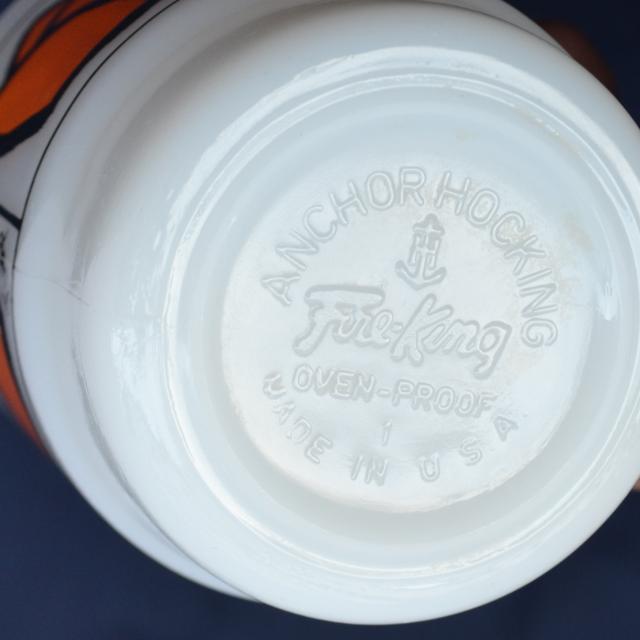 ANCHOR HOCKING
Fire-King
OVEN-PROOF
1
MADE IN U S A